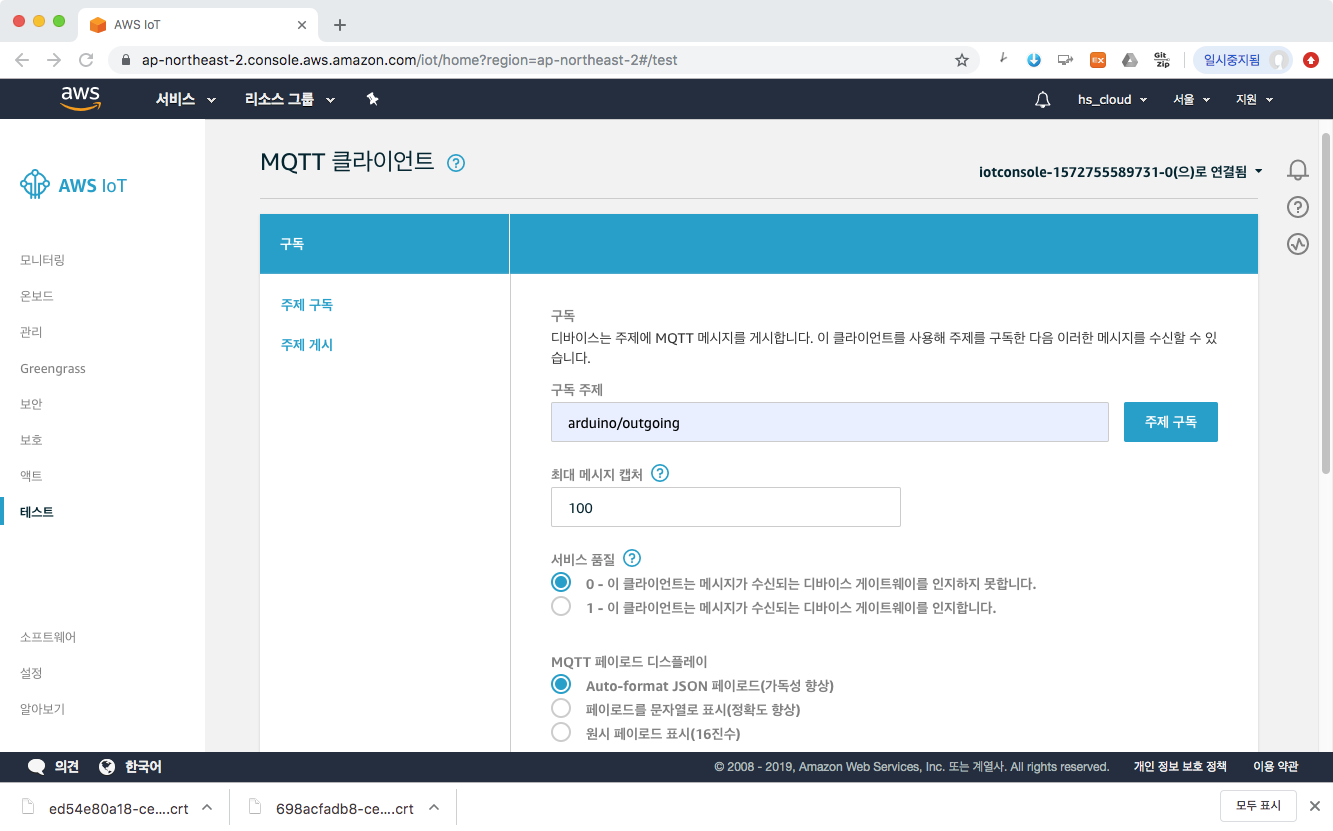 AWS IoT
ap-northeast-2.console.aws.amazon.com/iot/home?region=ap-northeast-2#/test
EX
Git
Zip
일시중지됨
aws
서비스
리소스 그룹
hs_cloud
서울
지원
AWS IoT
모니터링
온보드
관리
Greengrass
보안
보호
액트
테스트
소프트웨어
설정
알아보기
MQTT 클라이언트
iotconsole-1572755589731-0(으)로 연결됨
구독
주제 구독
주제 게시
구독
디바이스는 주제에 MQTT 메시지를 게시합니다. 이 클라이언트를 사용해 주제를 구독한 다음 이러한 메시지를 수신할 수 있
습니다.
구독 주제
arduino/outgoing
주제 구독
최대 메시지 캡처
100
서비스 품질
0 - 이 클라이언트는 메시지가 수신되는 디바이스 게이트웨이를 인지하지 못합니다.
1 - 이 클라이언트는 메시지가 수신되는 디바이스 게이트웨이를 인지합니다.
MQTT 페이로드 디스플레이
Auto-format JSON 페이로드(가독성 향상)
페이로드를 문자열로 표시(정확도 향상)
원시 페이로드 표시(16진수)
의견
한국어
© 2008 - 2019, Amazon Web Services, Inc. 또는 계열사. All rights reserved.
개인 정보 보호 정책
이용 약관
ed54e80a18-ce....crt
698acfadb8-ce....crt
모두 표시